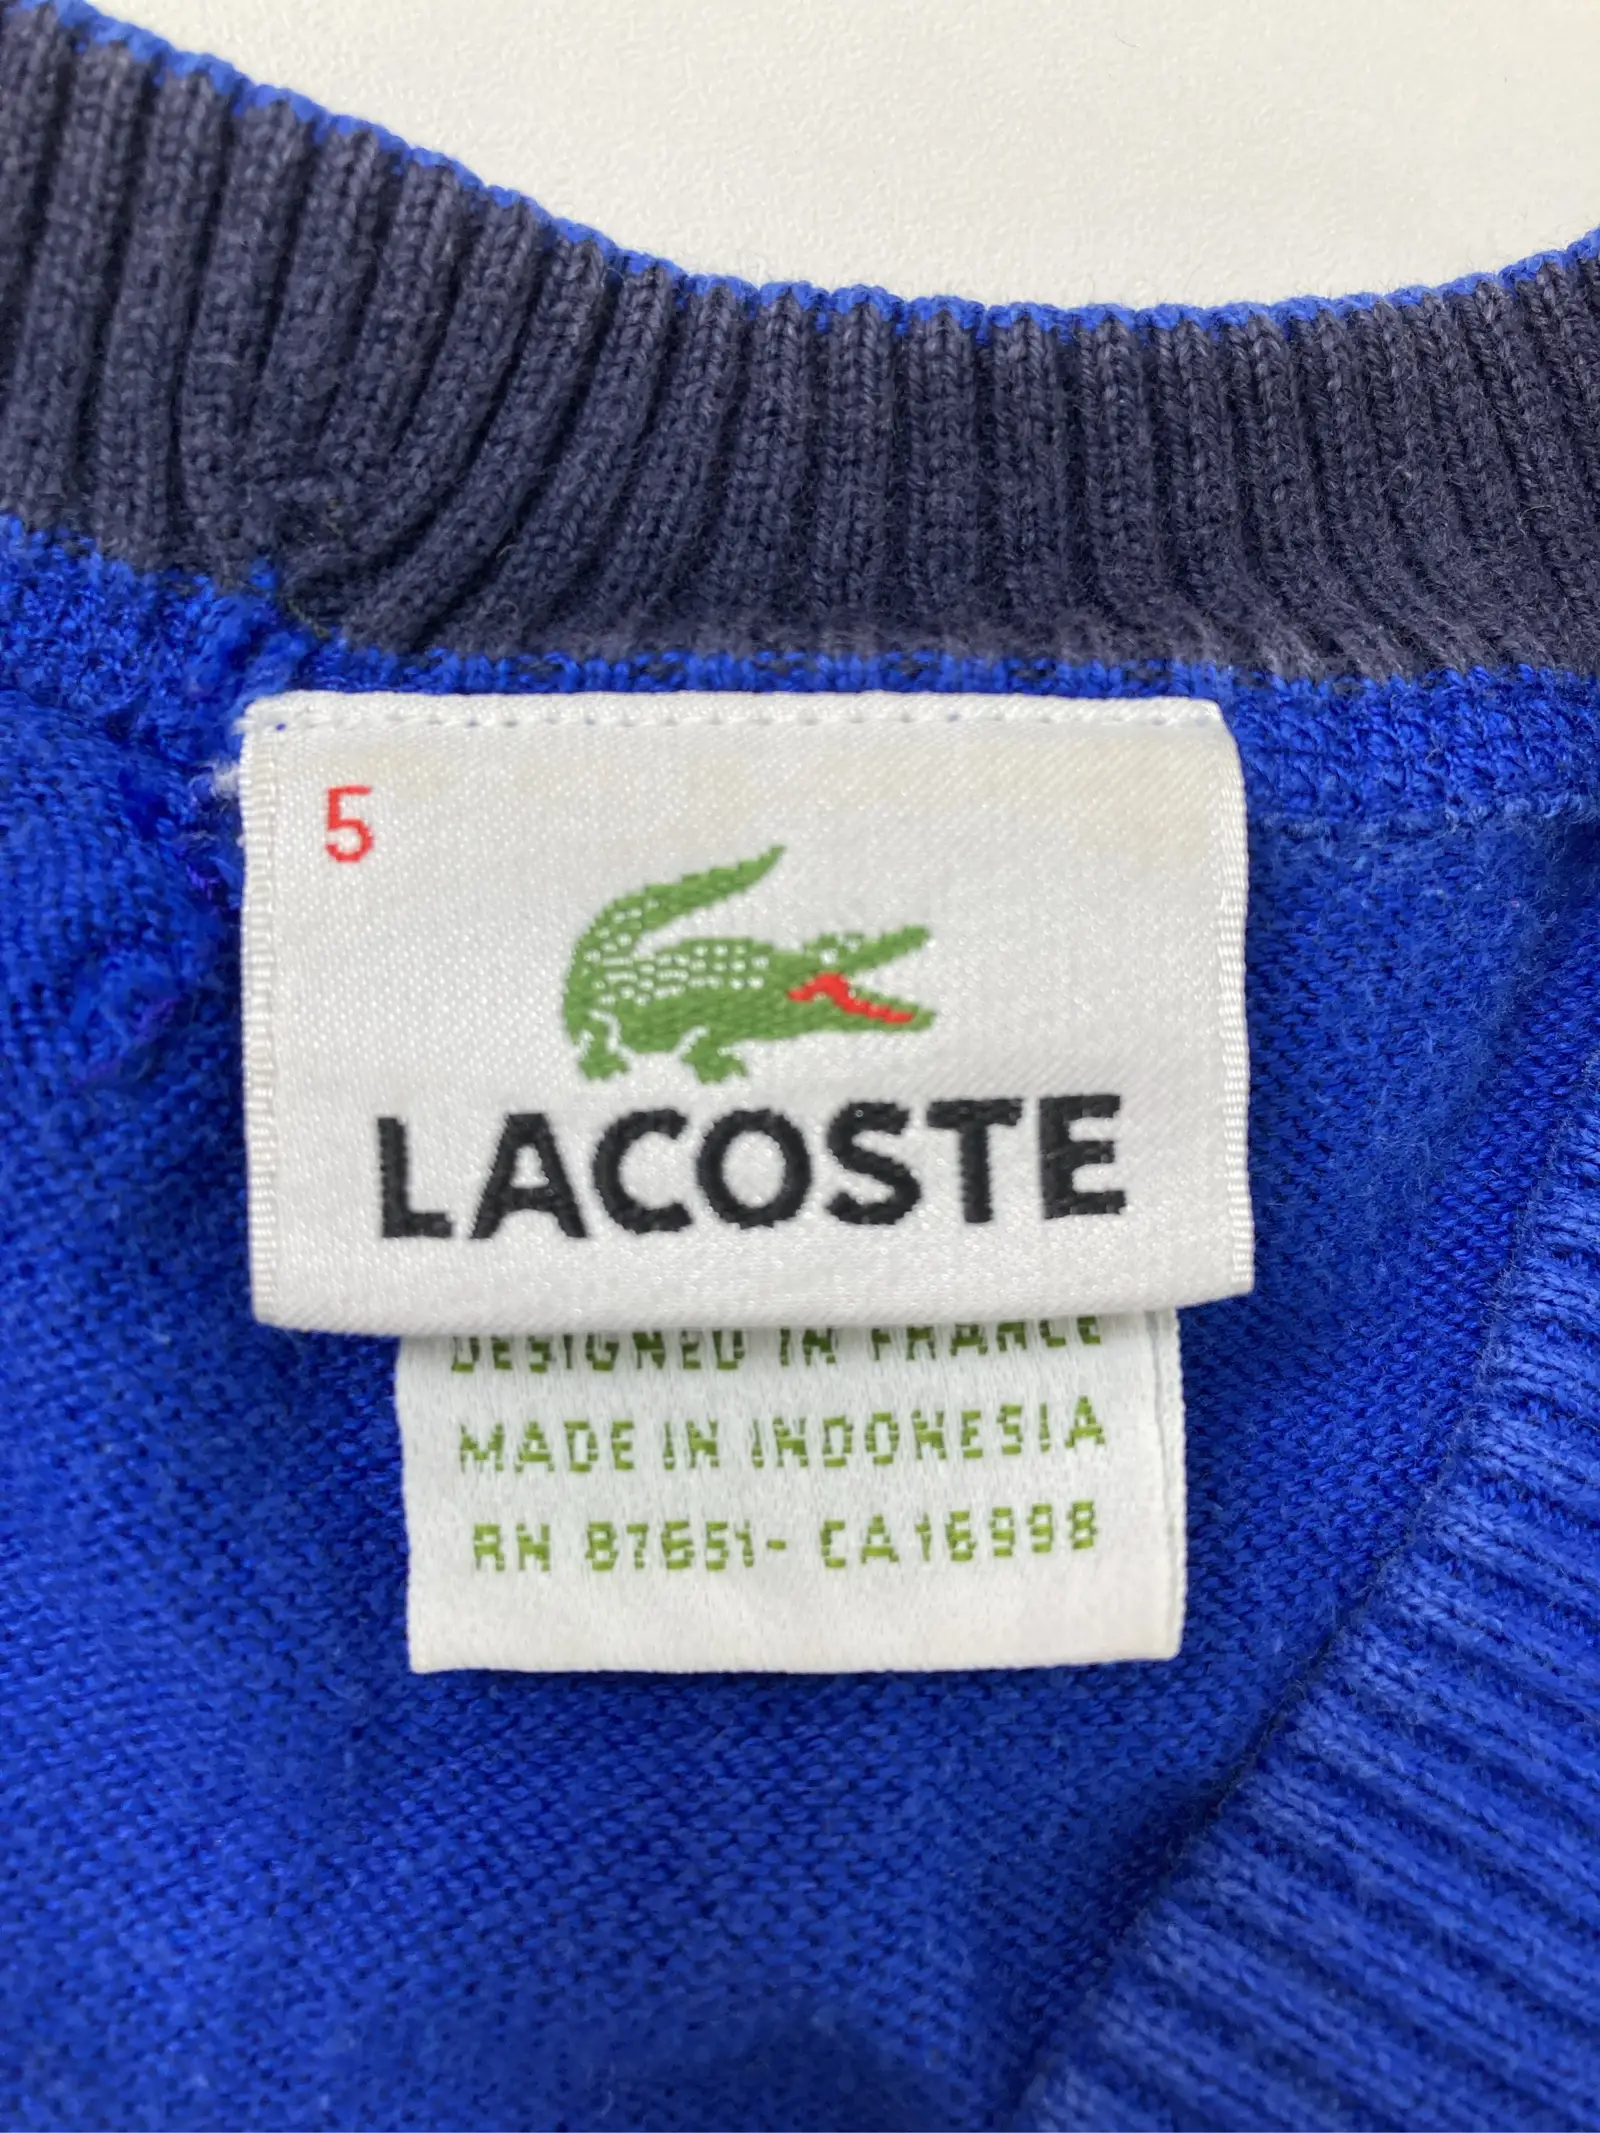 5
LACOSTE
DESIGNED IN FRANCE
MADE IN INDONESIA
RN 87651- CA16998